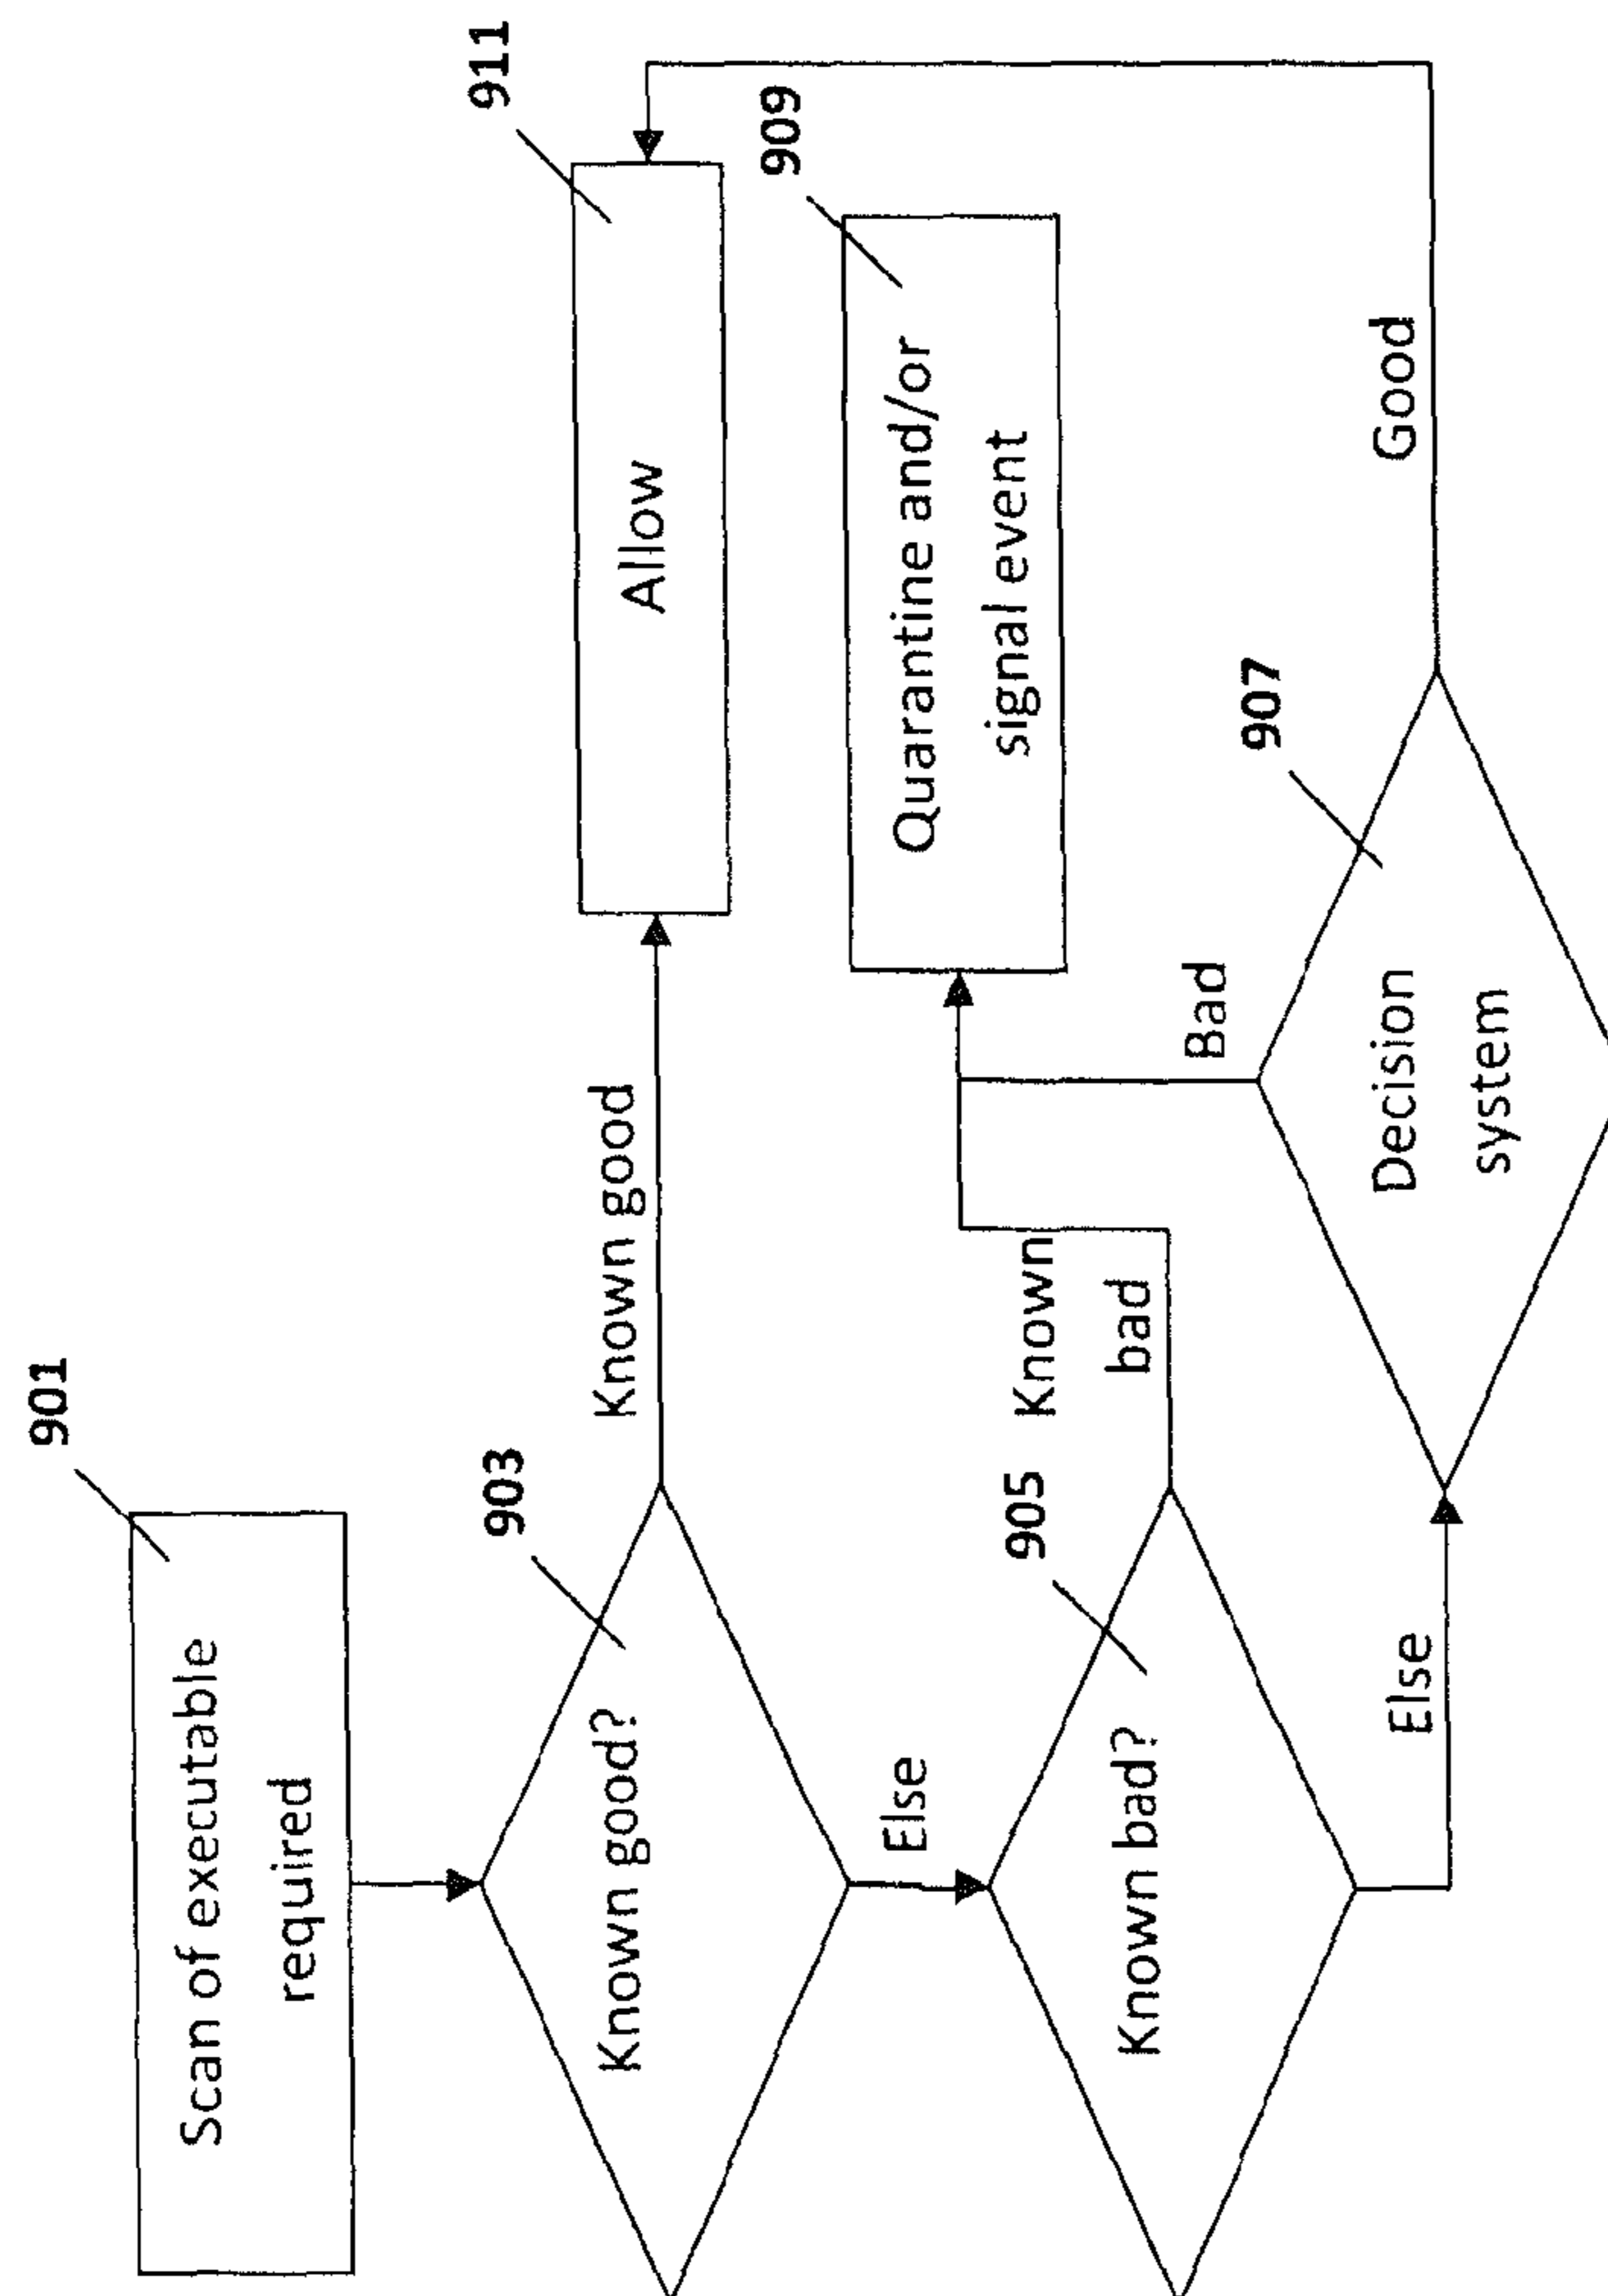 901
Scan of executable
required
903
Known good?
Known good
911
Allow
Else
905
Known bad?
Known
bad
909
Quarantine and/or
signal event
Else
907
Decision
system
Bad
Good